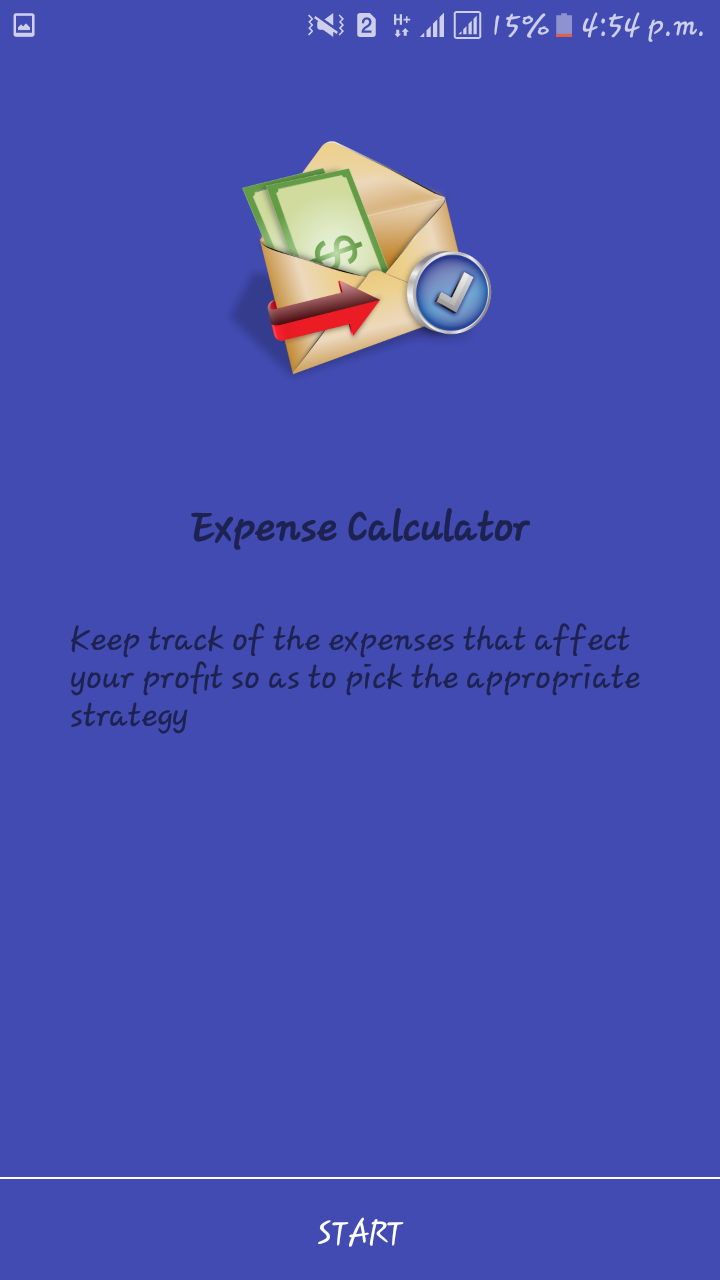 2 H+ 15% 4:54 p.m.
$
Expense Calculator
Keep track of the expenses that affect
your profit so as to pick the appropriate
strategy
START